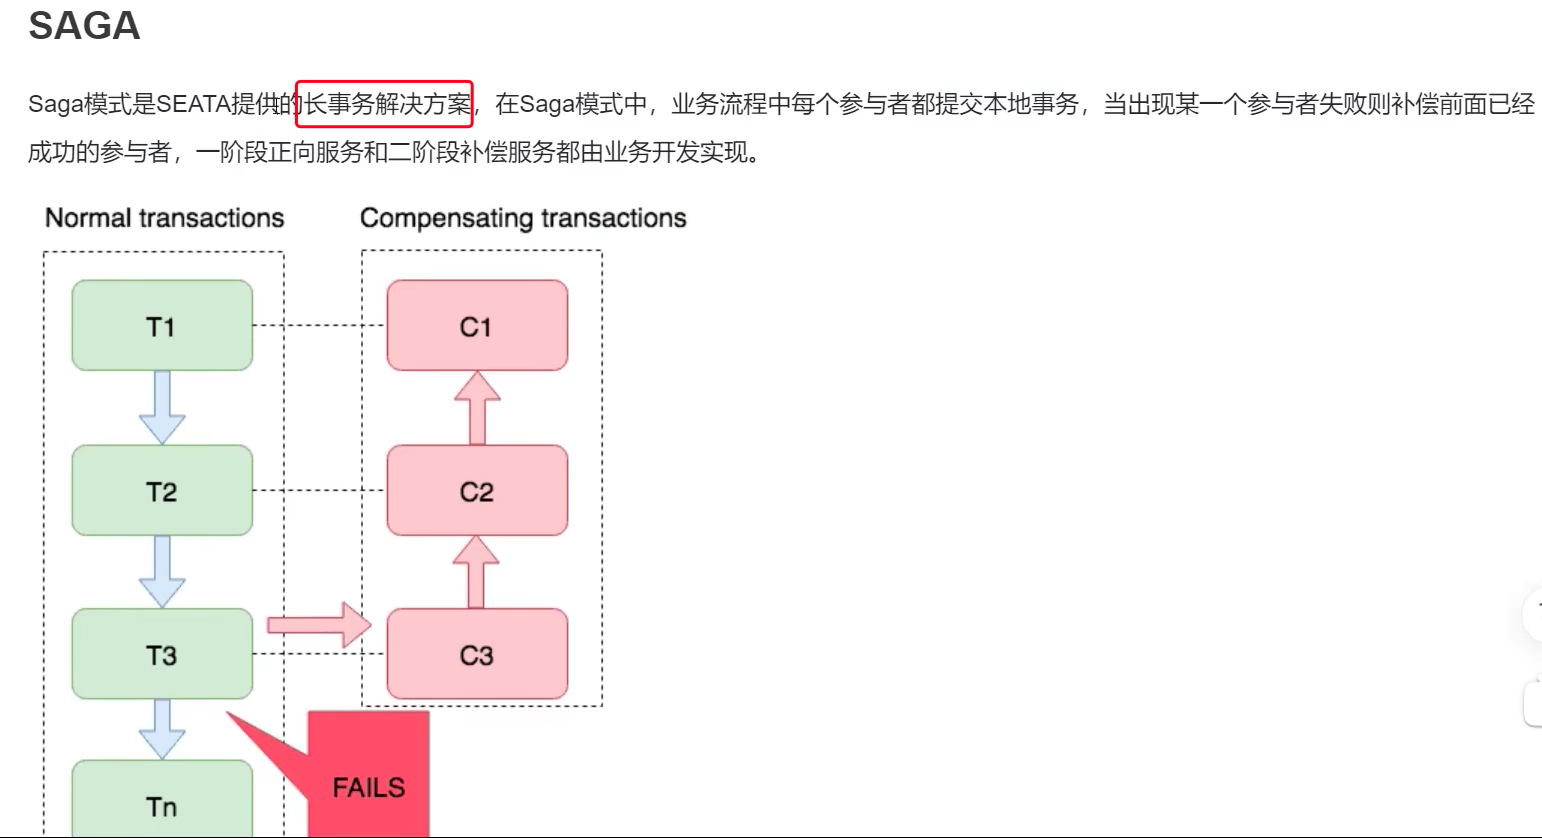 SAGA
Saga模式是SEATA提供的长事务解决方案，在Saga模式中，业务流程中每个参与者都提交本地事务，当出现某一个参与者失败则补偿前面已经
成功的参与者，一阶段正向服务和二阶段补偿服务都由业务开发实现。
Normal transactions
Compensating transactions
T1
C1
T2
C2
T3
C3
FAILS
Tn